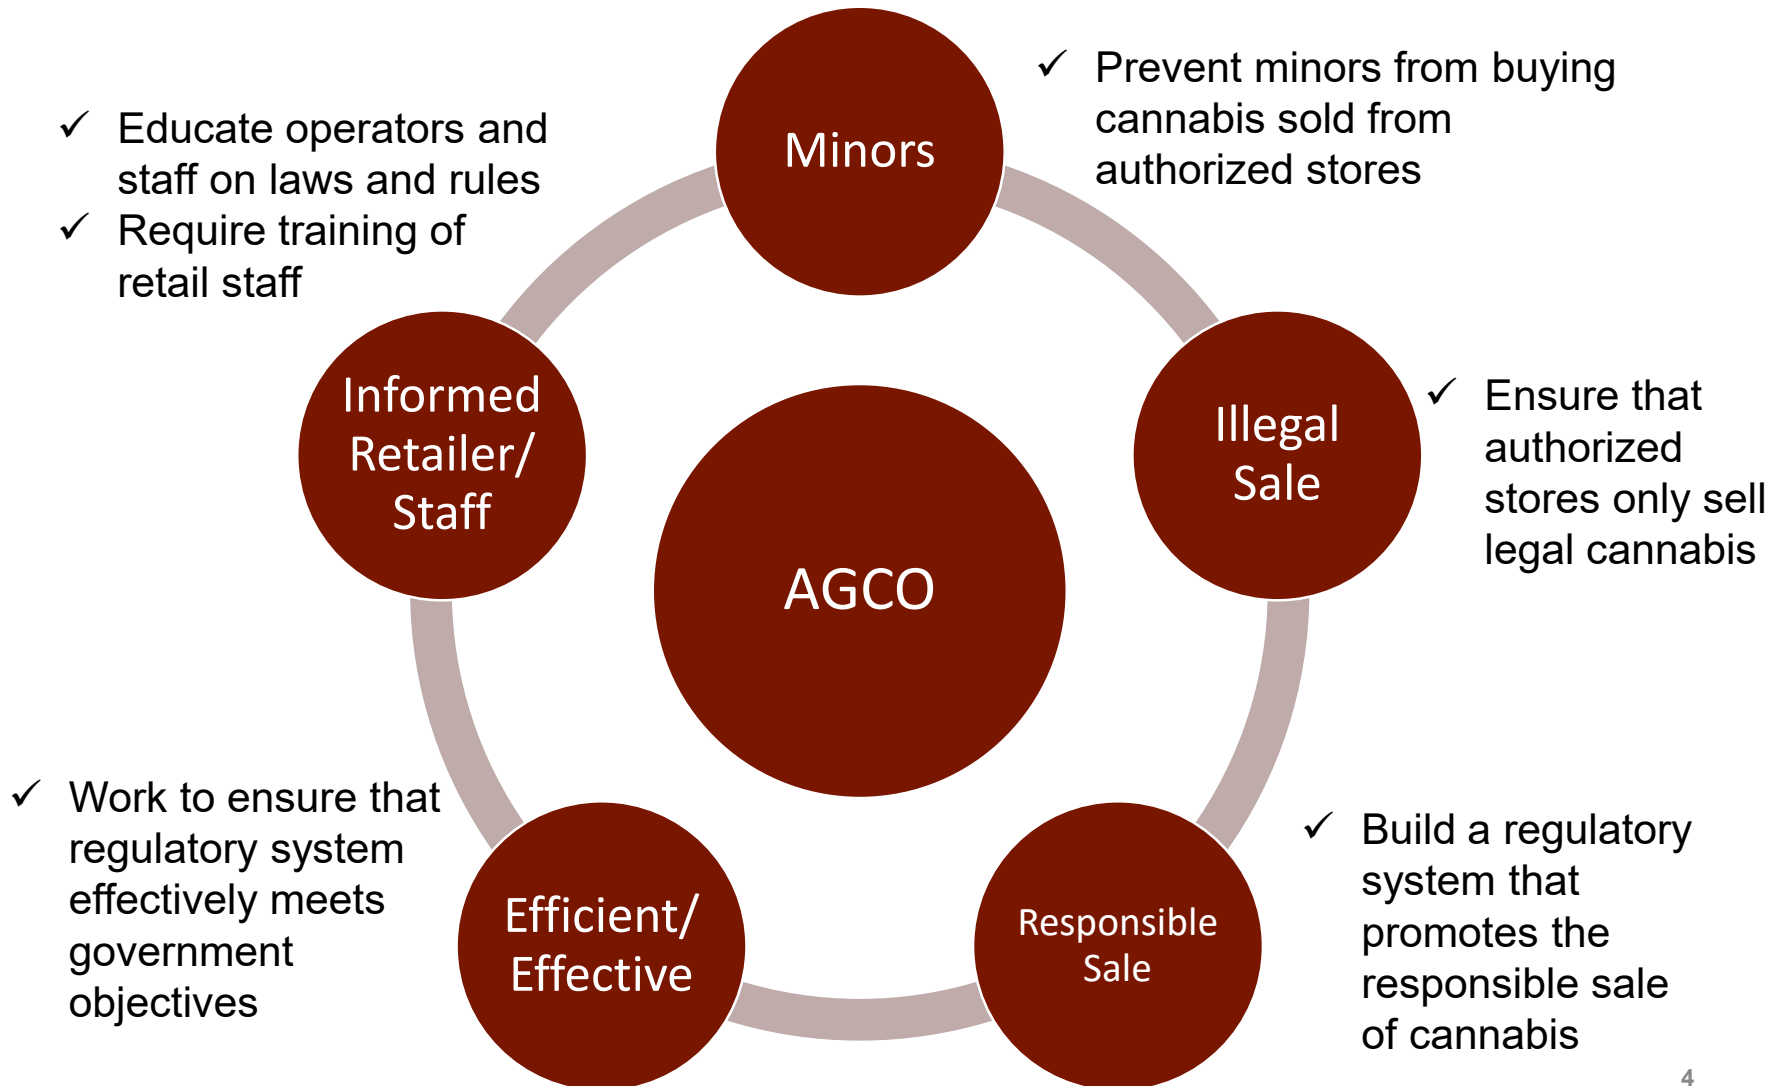 Minors
✓ Prevent minors from buying
cannabis sold from
authorized stores
Illegal
Sale
✓ Ensure that
authorized
stores only sell
legal cannabis
Responsible
Sale
✓ Build a regulatory
system that
promotes the
responsible sale
of cannabis
Efficient/
Effective
✓ Work to ensure that
regulatory system
effectively meets
government
objectives
Informed
Retailer/
Staff
✓ Educate operators and
staff on laws and rules
✓ Require training of
retail staff
AGCO
4